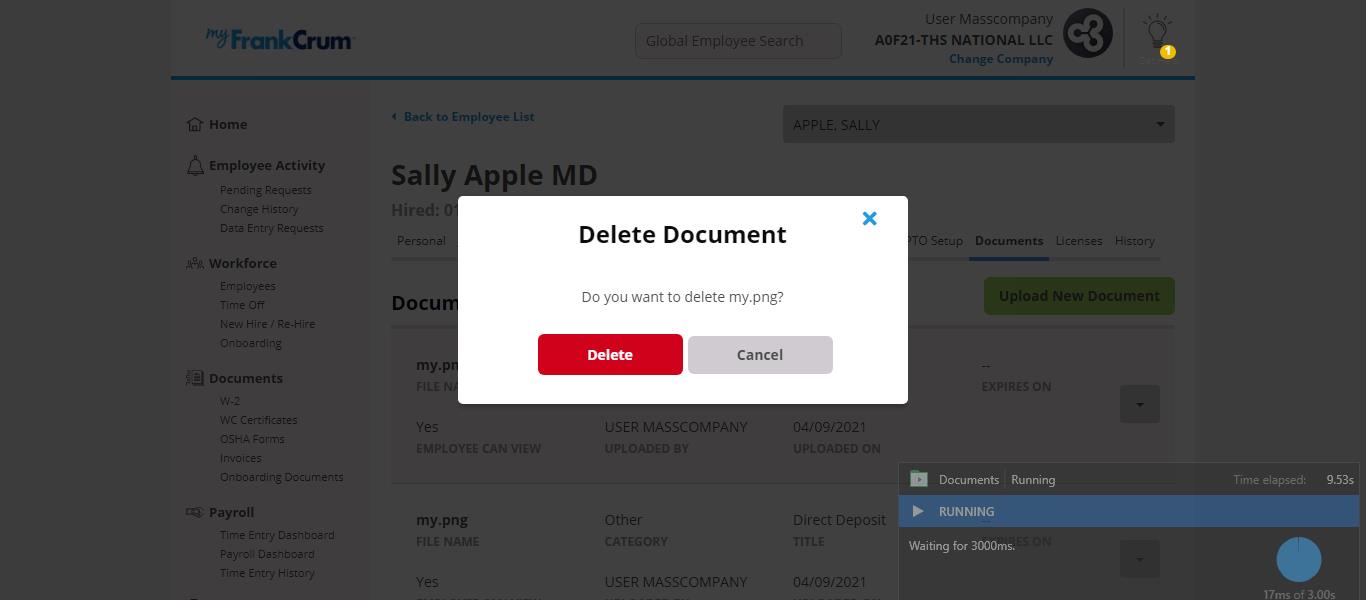 myFrankCrum
Global Employee Search
User Masscompany
A0F21-THS NATIONAL LLC
Change Company
1
Home
Employee Activity
Pending Requests
Change History
Data Entry Requests
Workforce
Employees
Time Off
New Hire / Re-Hire
Onboarding
Documents
W-2
WC Certificates
OSHA Forms
Invoices
Onboarding Documents
Payroll
Time Entry Dashboard
Payroll Dashboard
Time Entry History
Back to Employee List
APPLE, SALLY
Sally Apple MD
Hired:
Personal
PTO Setup Documents Licenses History
Upload New Document
Delete Document
Do you want to delete my.png?
Delete Cancel
--
FILE EXPIRES ON
Yes USER MASSCOMPANY 04/09/2021
EMPLOYEE CAN VIEW UPLOADED BY UPLOADED ON
my.png Other Direct Deposit --
FILE NAME CATEGORY TITLE EXPIRES ON
Yes USER MASSCOMPANY 04/09/2021
Documents Running Time elapsed: 9.53s
RUNNING
Waiting for 3000ms.
17ms of 3.00s